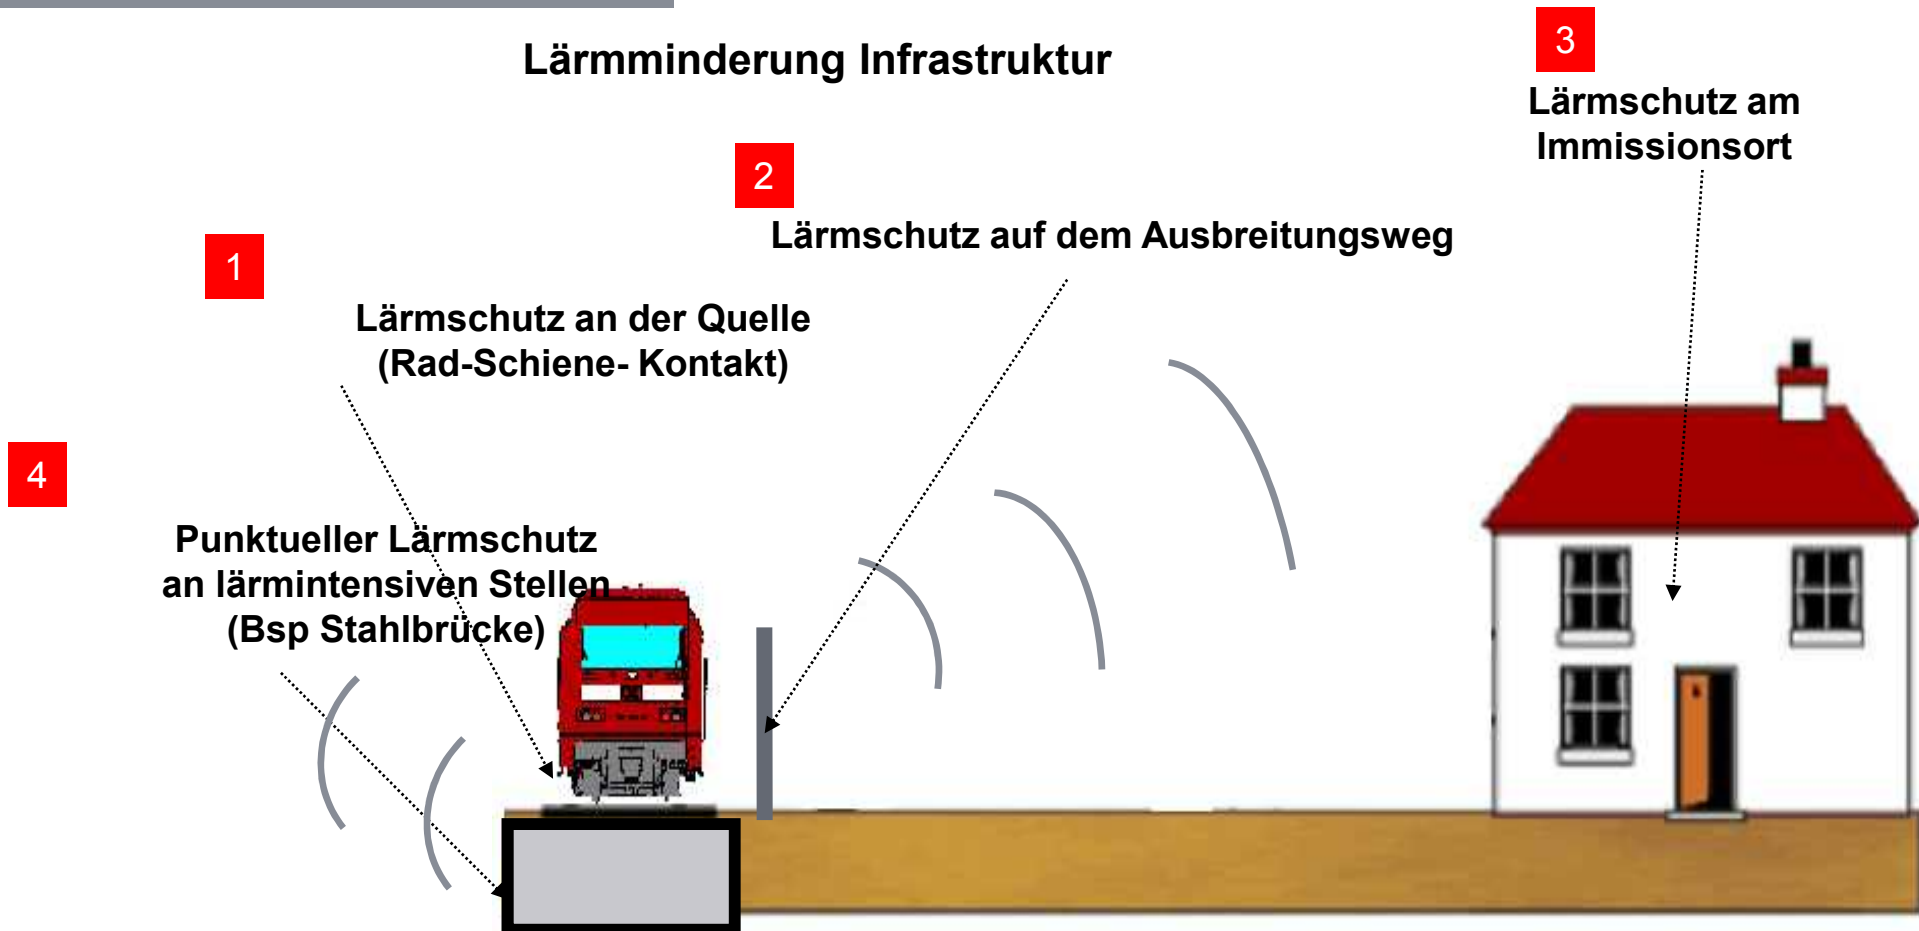 Lärmminderung Infrastruktur
3
Lärmschutz am
Immissionsort
2
Lärmschutz auf dem Ausbreitungsweg
1
Lärmschutz an der Quelle
(Rad-Schiene- Kontakt)
4
Punktueller Lärmschutz
an lärmintensiven Stellen
(Bsp Stahlbrücke)